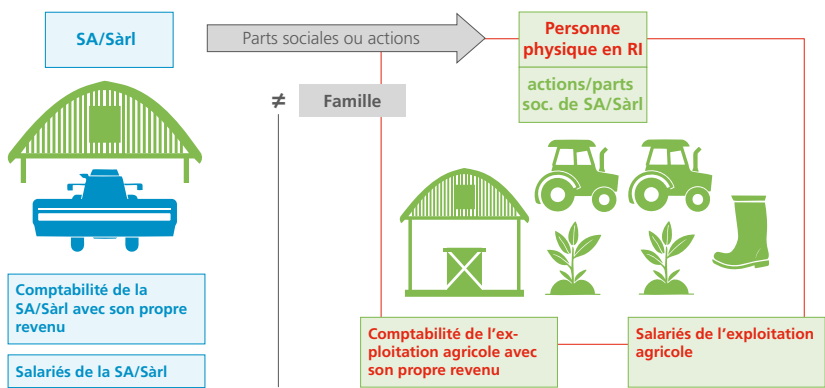 SA/Sàrl
Parts sociales ou actions
Personne
physique en RI
actions/parts
soc. de SA/Sàrl
≠
Famille
Comptabilité de la
SA/Sàrl avec son propre
revenu
Salariés de la SA/Sàrl
Comptabilité de l’ex-
ploitation agricole avec
son propre revenu
Salariés de l’exploitation
agricole